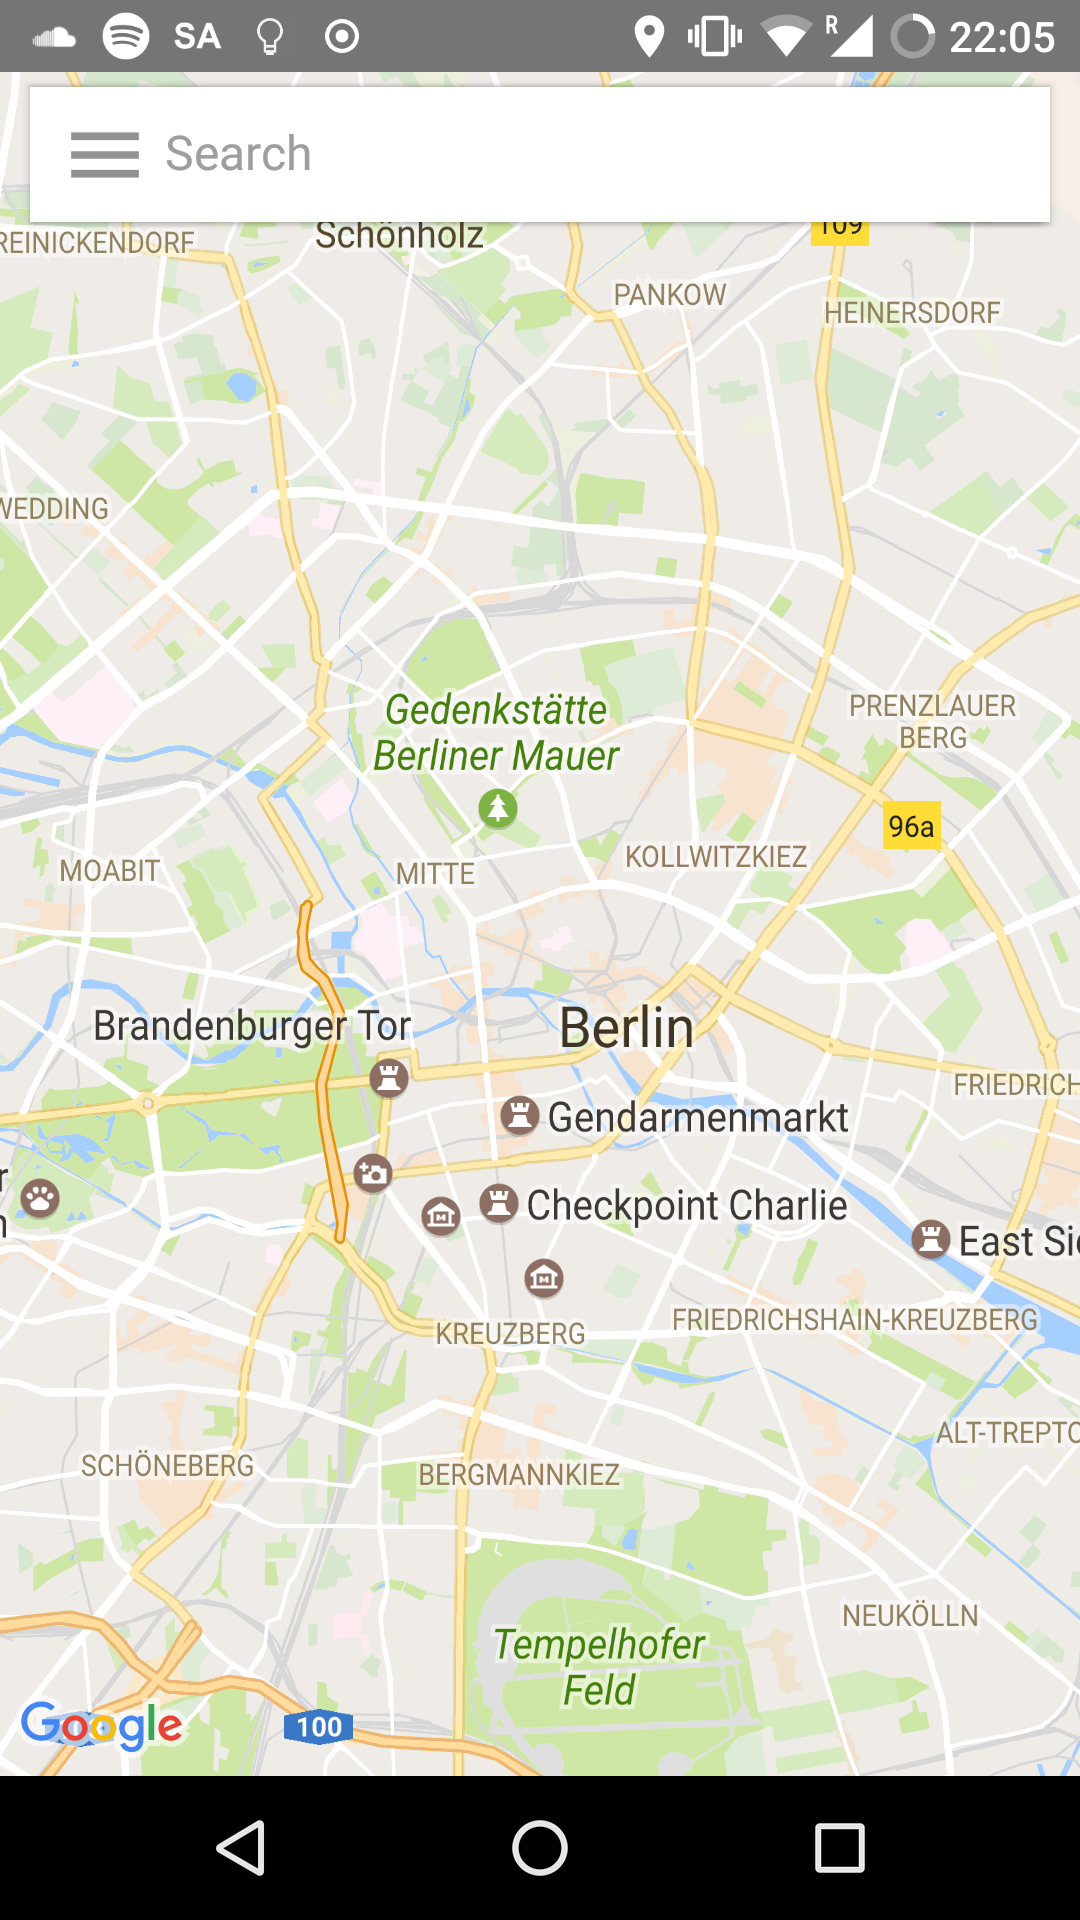 SA
R
22:05
Search
REINICKENDORF
Schönholz
109
PANKOW
HEINERSDORF
WEDDING
Gedenkstätte
Berliner Mauer
PRENZLAUER
BERG
96a
MOABIT
MITTE
KOLLWITZKIEZ
Brandenburger Tor
Berlin
FRIEDRICH
Gendarmenmarkt
r
n
Checkpoint Charlie
East Si
FRIEDRICHSHAIN-KREUZBERG
KREUZBERG
ALT-TREPTO
SCHÖNEBERG
BERGMANNKIEZ
NEUKÖLLN
Tempelhofer
Feld
Google
100